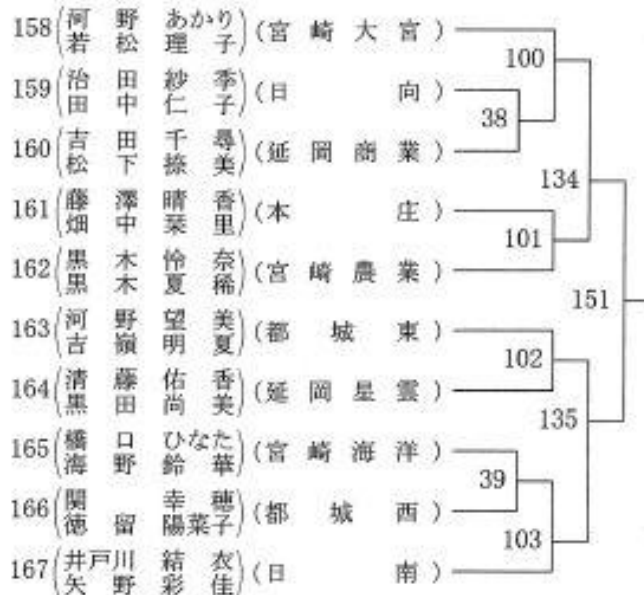 158(河野 あかり
若松理子)(宮崎大宮)
159(治田紗季
田中仁子)(日向)
160(吉田千尋
松下捺美)(延岡商業)
161(藤澤晴香
畑中栞里)(本庄)
162(黒木怜奈
黒木夏稀)(宮崎農業)
163(河野望美
吉嶺明夏)(都城東)
164(清藤佑香
黒田尚美)(延岡星雲)
165(橋口ひなた
海野鈴華)(宮崎海洋)
166(関幸穂
徳留陽菜子)(都城西)
167(井戸川結衣
矢野彩佳)(日南)
100
38
134
101
151
102
135
39
103